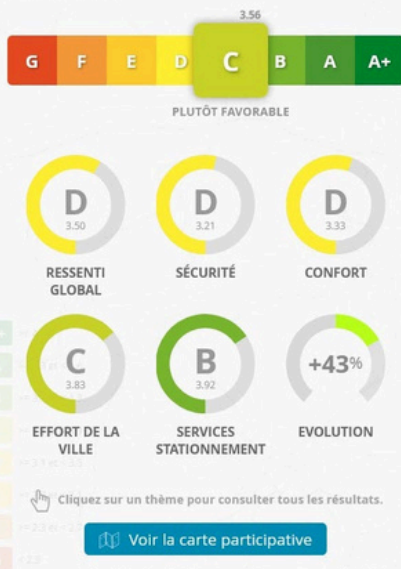 3.56
G F E D C B A A+
PLUTÔT FAVORABLE
D D D
3.50 3.21 3.33
RESSENTI SÉCURITÉ CONFORT
GLOBAL
C B +43%
3.83 3.92
EFFORT DE LA SERVICES EVOLUTION
VILLE STATIONNEMENT
Cliquez sur un thème pour consulter tous les résultats.
Voir la carte participative